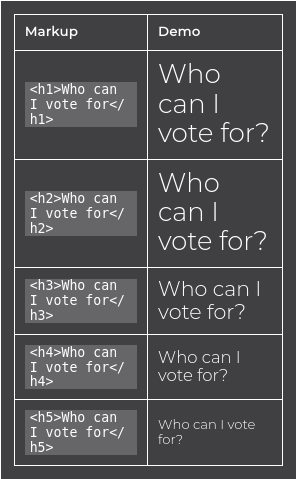 Markup
Demo
<h1>Who can
I vote for</
h1>
Who
can I
vote for?
<h2>Who can
I vote for</
h2>
Who
can I
vote for?
<h3>Who can
I vote for</
h3>
Who can I
vote for?
<h4>Who can
I vote for</
h4>
Who can I
vote for?
<h5>Who can
I vote for</
h5>
Who can I vote
for?